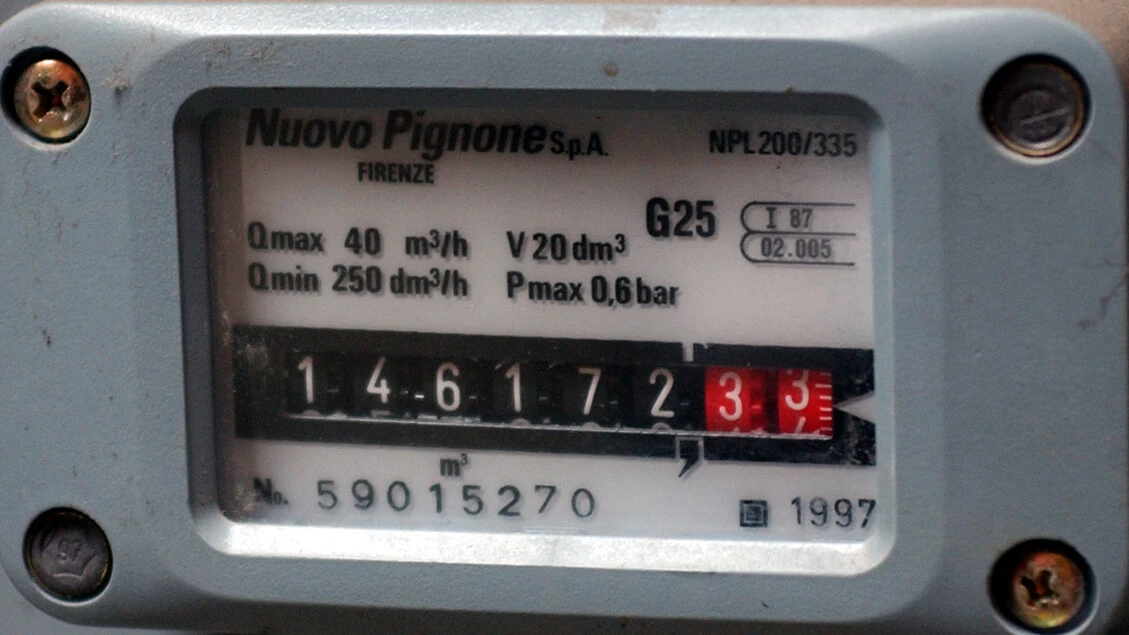 Nuovo Pignone S.p.A. NPL200/335
FIRENZE
G25 I 87
02.005
Qmax 40 m³/h V 20 dm³
Qmin 250 dm³/h Pmax 0,6 bar
1 4 6 1 7 2 3 3
m³
No. 59015270 1997
97